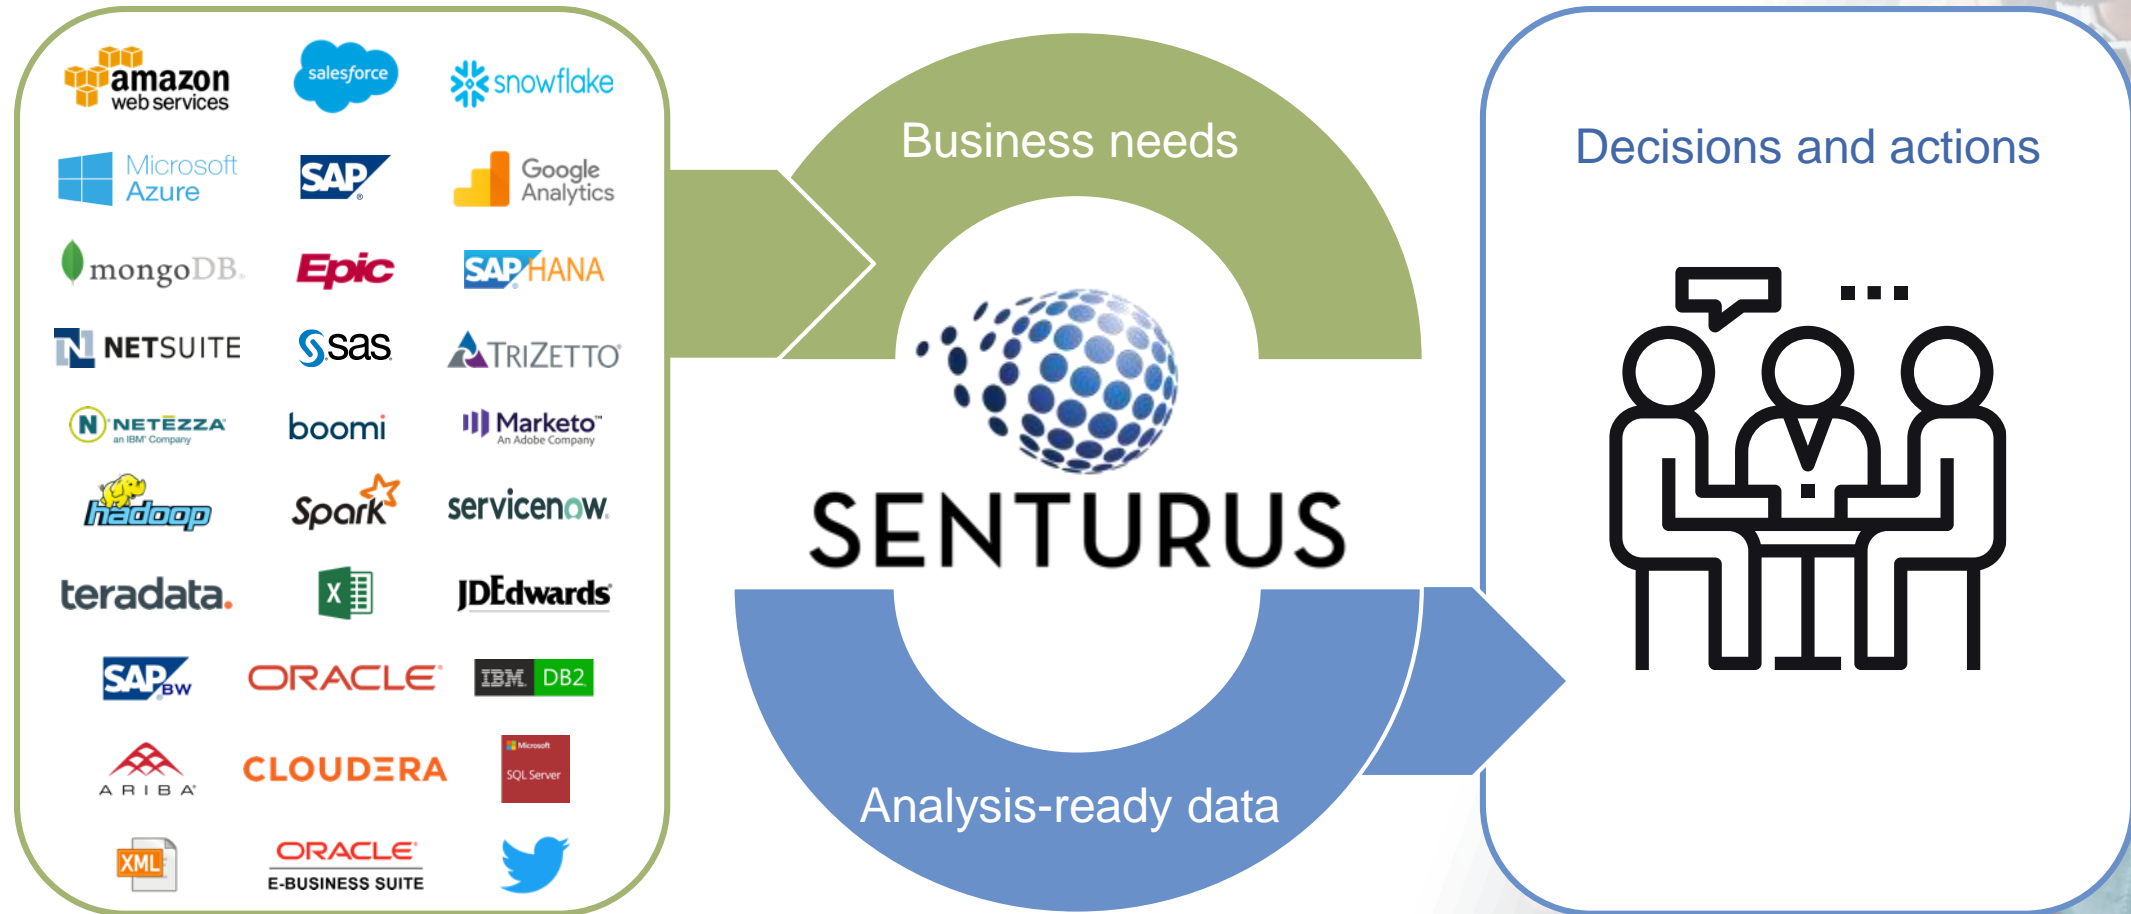 amazon
web services
salesforce
snowflake
Microsoft
Azure
SAP®
Google
Analytics
mongoDB®
Epic
SAP® HANA
N NETSUITE
S.sas
TRIZETTO®
N NETEZZA®
an IBM® Company
boomi
Marketo™
An Adobe Company
hadoop
Spark
servicenow.
teradata.
X
JDEdwards®
SAP® BW
ORACLE®
IBM. DB2.
ARIBA®
CLOUDERA
Microsoft
SQL Server
XML
ORACLE®
E-BUSINESS SUITE
Business needs
SENTURUS
Analysis-ready data
Decisions and actions